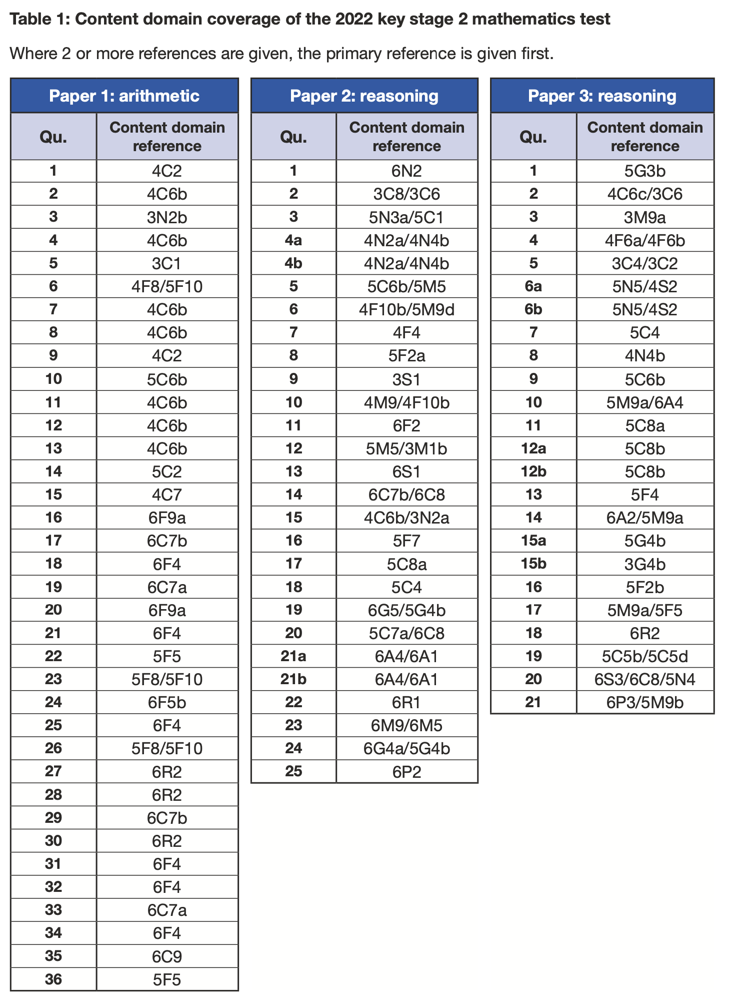 Table 1: Content domain coverage of the 2022 key stage 2 mathematics test
Where 2 or more references are given, the primary reference is given first.
Paper 1: arithmetic
Qu. Content domain reference
1 4C2
2 4C6b
3 3N2b
4 4C6b
5 3C1
6 4F8/5F10
7 4C6b
8 4C6b
9 4C2
10 5C6b
11 4C6b
12 4C6b
13 4C6b
14 5C2
15 4C7
16 6F9a
17 6C7b
18 6F4
19 6C7a
20 6F9a
21 6F4
22 5F5
23 5F8/5F10
24 6F5b
25 6F4
26 5F8/5F10
27 6R2
28 6R2
29 6C7b
30 6R2
31 6F4
32 6F4
33 6C7a
34 6F4
35 6C9
36 5F5
Paper 2: reasoning
Qu. Content domain reference
1 6N2
2 3C8/3C6
3 5N3a/5C1
4a 4N2a/4N4b
4b 4N2a/4N4b
5 5C6b/5M5
6 4F10b/5M9d
7 4F4
8 5F2a
9 3S1
10 4M9/4F10b
11 6F2
12 5M5/3M1b
13 6S1
14 6C7b/6C8
15 4C6b/3N2a
16 5F7
17 5C8a
18 5C4
19 6G5/5G4b
20 5C7a/6C8
21a 6A4/6A1
21b 6A4/6A1
22 6R1
23 6M9/6M5
24 6G4a/5G4b
25 6P2
Paper 3: reasoning
Qu. Content domain reference
1 5G3b
2 4C6c/3C6
3 3M9a
4 4F6a/4F6b
5 3C4/3C2
6a 5N5/4S2
6b 5N5/4S2
7 5C4
8 4N4b
9 5C6b
10 5M9a/6A4
11 5C8a
12a 5C8b
12b 5C8b
13 5F4
14 6A2/5M9a
15a 5G4b
15b 3G4b
16 5F2b
17 5M9a/5F5
18 6R2
19 5C5b/5C5d
20 6S3/6C8/5N4
21 6P3/5M9b